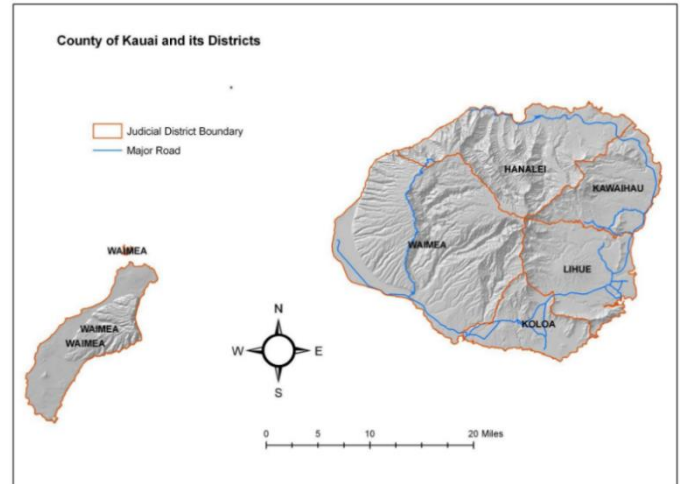 County of Kauai and its Districts
Judicial District Boundary
Major Road
HANALEI
KAWAIHAU
WAIMEA
WAIMEA
LIHUE
KOLOA
WAIMEA
WAIMEA
N
W E
S
0 5 10 20 Miles